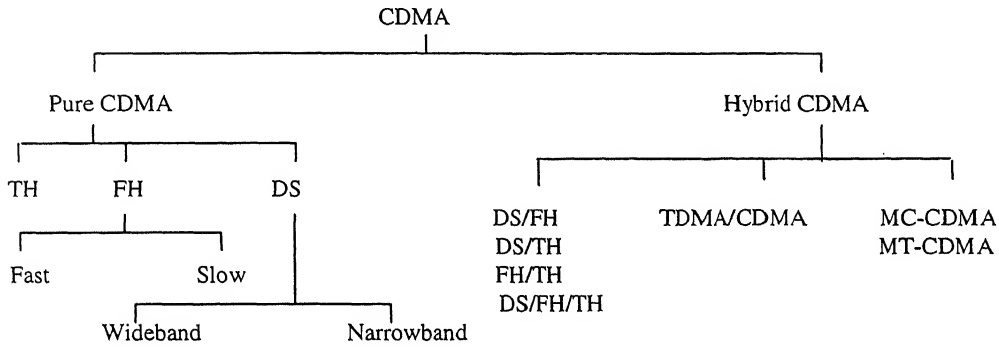 CDMA
Pure CDMA
Hybrid CDMA
TH
FH
DS
DS/FH
TDMA/CDMA
MC-CDMA
DS/TH
MT-CDMA
FH/TH
DS/FH/TH
Fast
Slow
Wideband
Narrowband